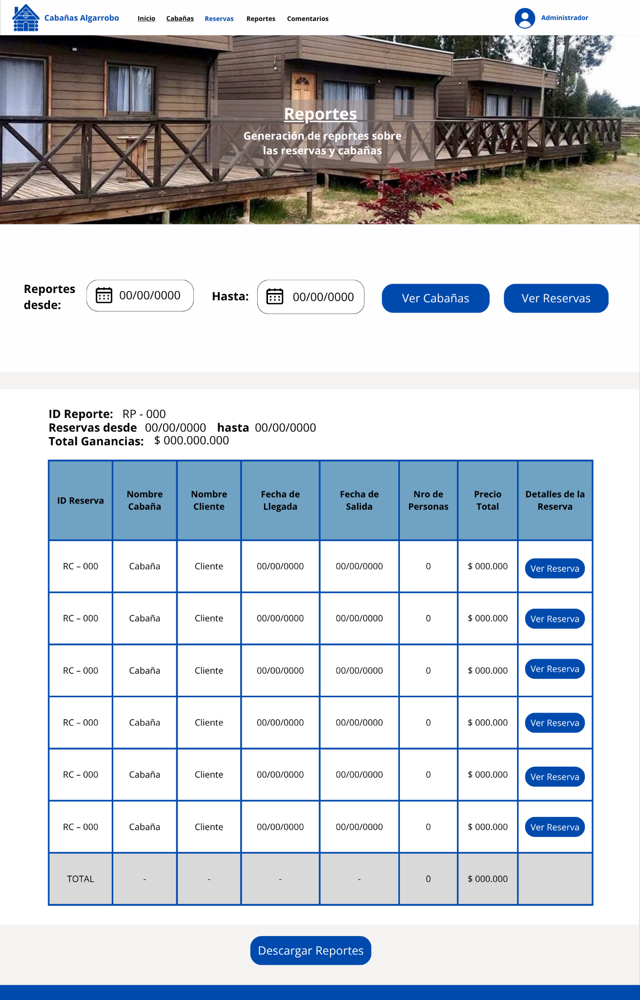 Cabañas Algarrobo Inicio Cabañas Reservas Reportes Comentarios Administrador
Reportes
Generación de reportes sobre
las reservas y cabañas
Reportes
desde:
00/00/0000
Hasta:
00/00/0000
Ver Cabañas
Ver Reservas
ID Reporte: RP - 000
Reservas desde 00/00/0000 hasta 00/00/0000
Total Ganancias: $ 000.000.000
ID Reserva
Nombre
Cabaña
Nombre
Cliente
Fecha de
Llegada
Fecha de
Salida
Nro de
Personas
Precio
Total
Detalles de la
Reserva
RC – 000 Cabaña Cliente 00/00/0000 00/00/0000 0 $ 000.000 Ver Reserva
RC – 000 Cabaña Cliente 00/00/0000 00/00/0000 0 $ 000.000 Ver Reserva
RC – 000 Cabaña Cliente 00/00/0000 00/00/0000 0 $ 000.000 Ver Reserva
RC – 000 Cabaña Cliente 00/00/0000 00/00/0000 0 $ 000.000 Ver Reserva
RC – 000 Cabaña Cliente 00/00/0000 00/00/0000 0 $ 000.000 Ver Reserva
RC – 000 Cabaña Cliente 00/00/0000 00/00/0000 0 $ 000.000 Ver Reserva
TOTAL - - - - 0 $ 000.000
Descargar Reportes